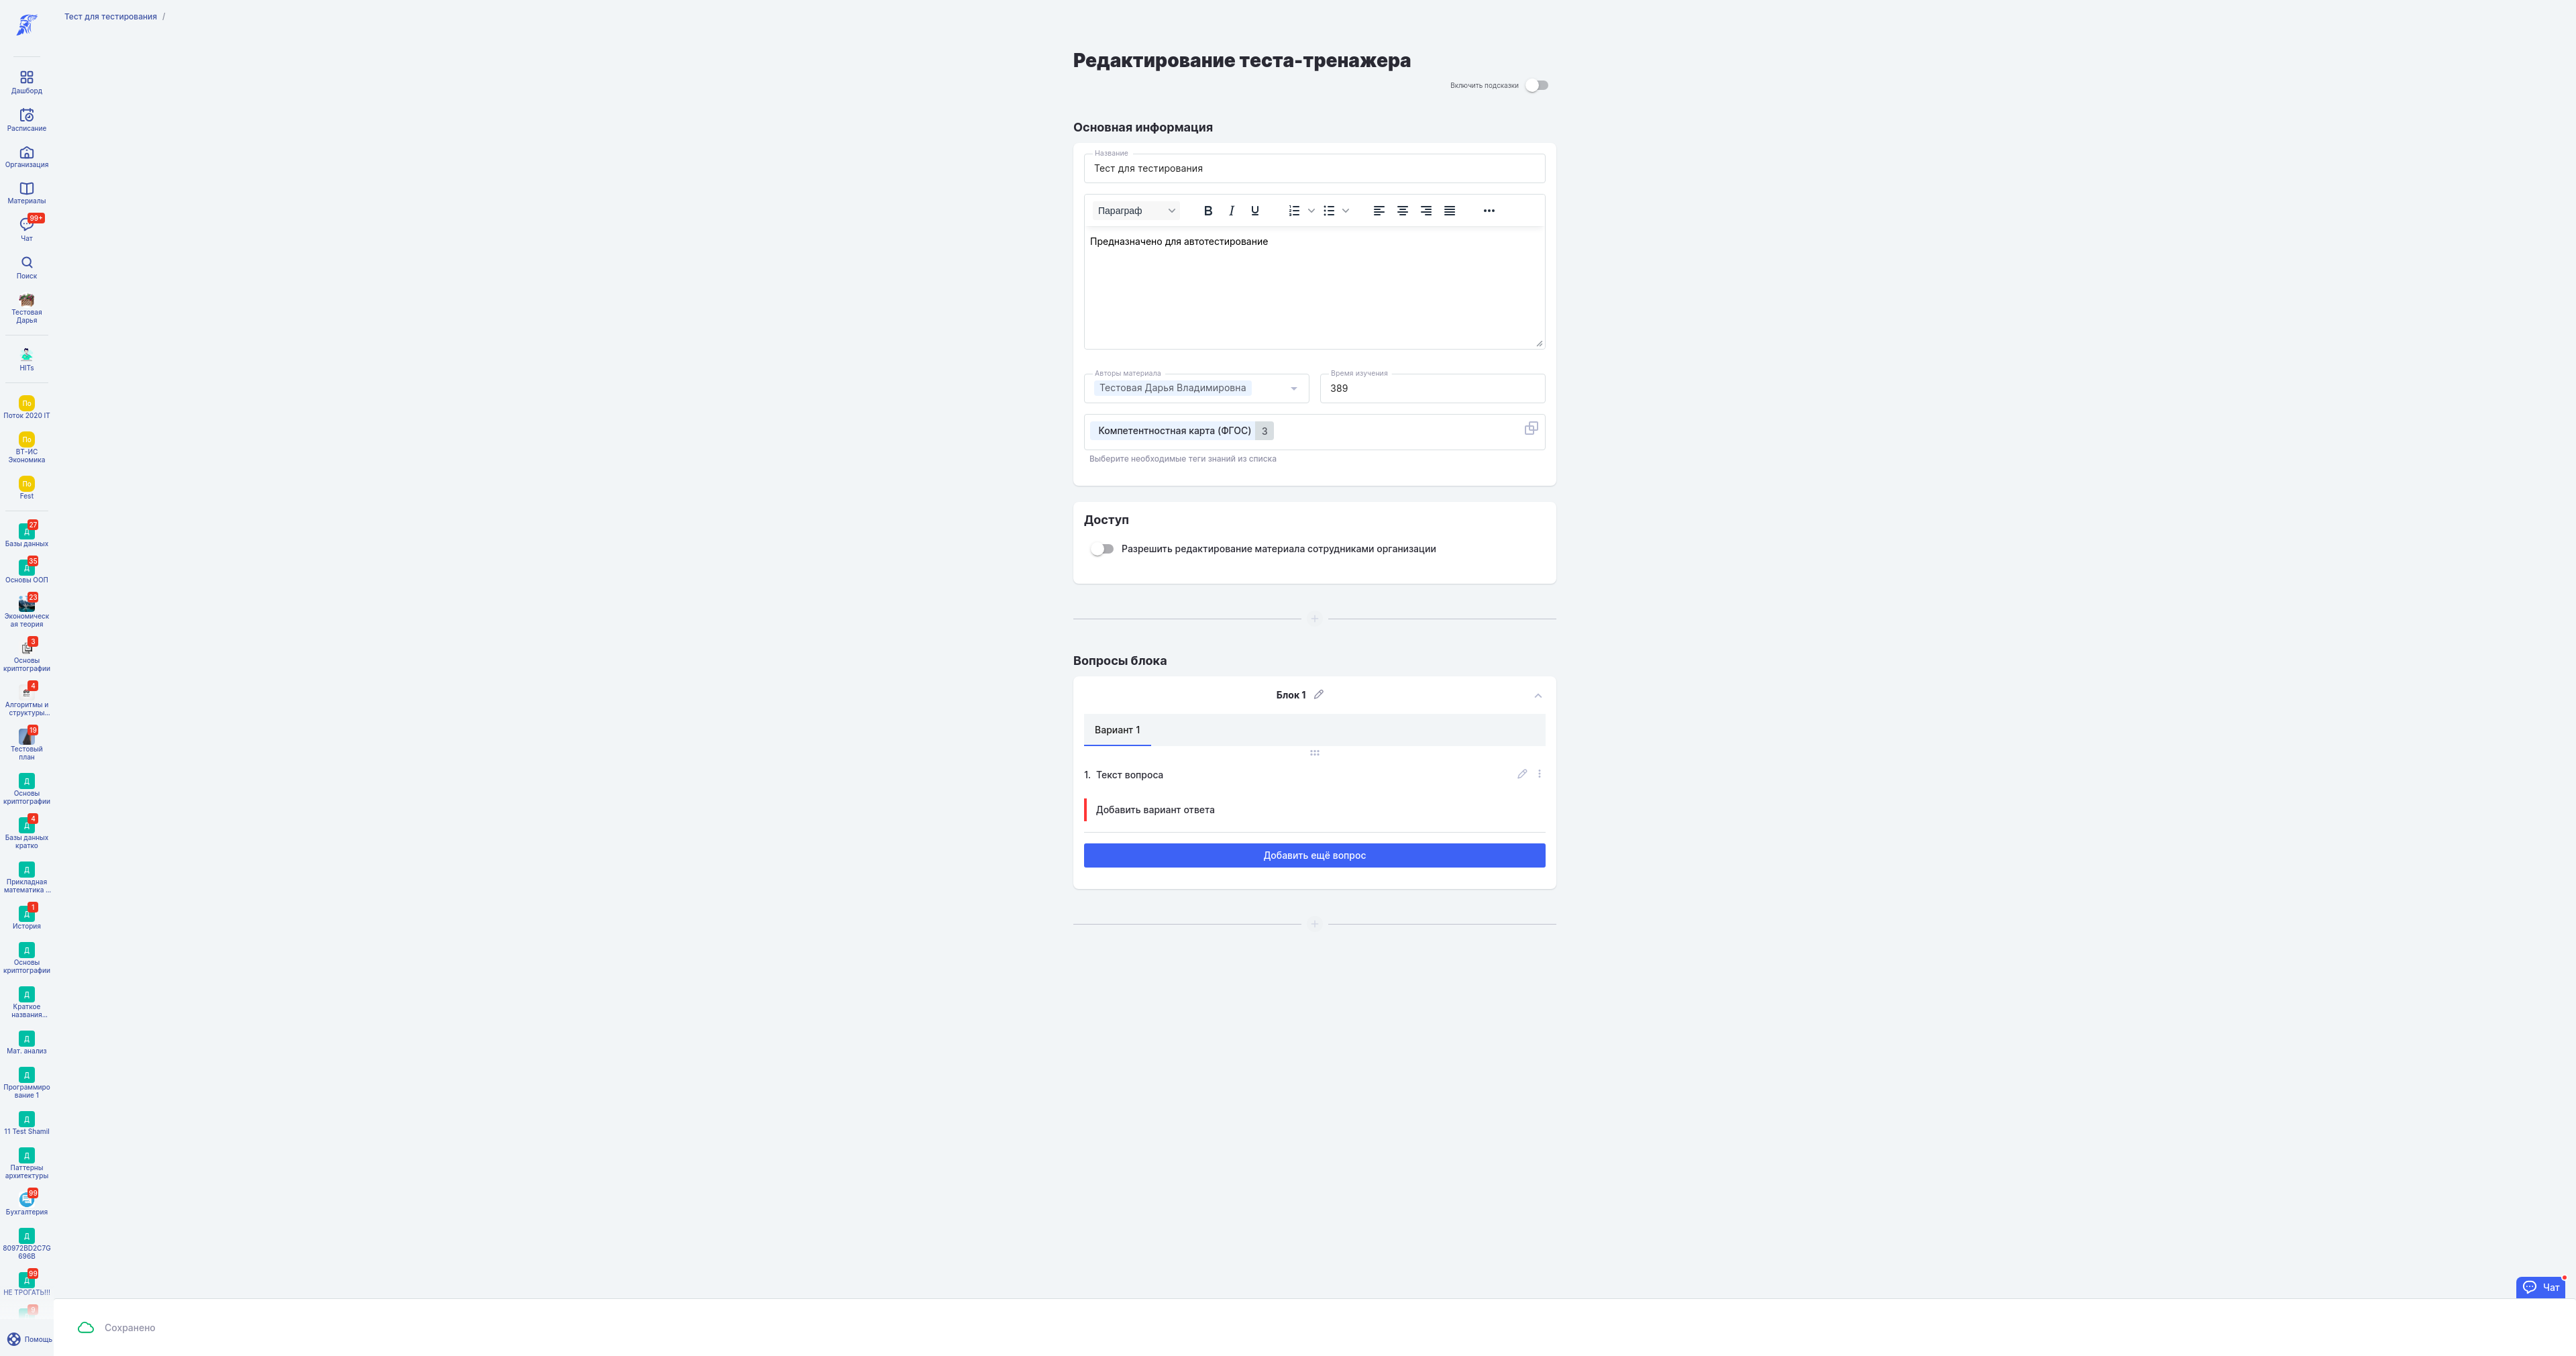 Тест для тестирования /
Дашборд
Расписание
Организация
Материалы
99+
Чат
Поиск
Тестовая
Дарья
HITs
По
Поток 2020 IT
По
ВТ-ИС
Экономика
По
Fest
27
Д
Базы данных
35
Д
Основы ООП
23
Экономическ
ая теория
3
Основы
криптографии
4
Алгоритмы и
структуры...
19
Тестовый
план
Д
Основы
криптографии
4
Д
Базы данных
кратко
Д
Прикладная
математика ...
1
Д
История
Д
Основы
криптографии
Д
Краткое
названия...
Д
Мат. анализ
Д
Программиро
вание 1
Д
11 Test Shamil
Д
Паттерны
архитектуры
99
Бухгалтерия
Д
80972BD2C7G
696B
99
Д
НЕ ТРОГАТЬ!!!
Помощь
Редактирование теста-тренажера
Включить подсказки
Основная информация
Название
Тест для тестирования
Параграф
Предназначено для автотестирование
Авторы материала
Тестовая Дарья Владимировна
Время изучения
389
Компетентностная карта (ФГОС) 3
Выберите необходимые теги знаний из списка
Доступ
Разрешить редактирование материала сотрудниками организации
Вопросы блока
Блок 1
Вариант 1
1. Текст вопроса
Добавить вариант ответа
Добавить ещё вопрос
Чат
Сохранено